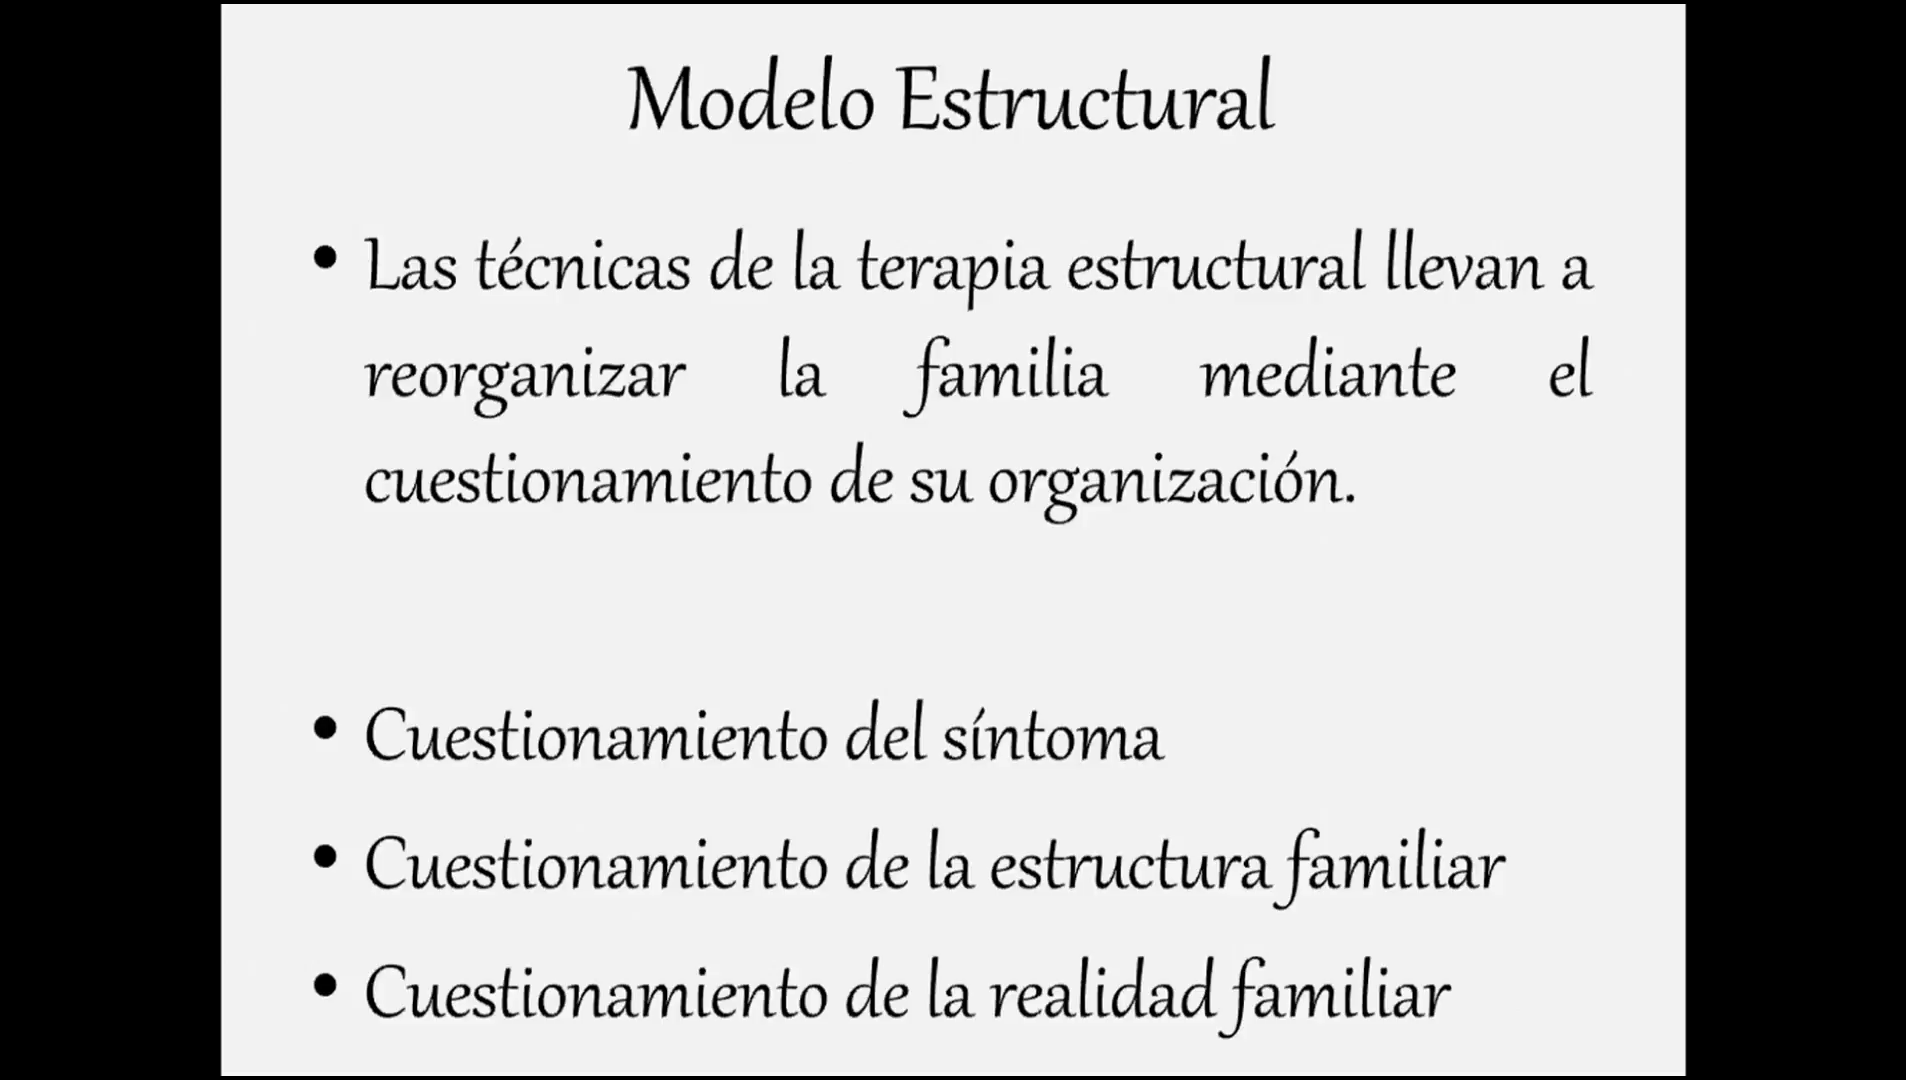 Modelo Estructural
• Las técnicas de la terapia estructural llevan a
reorganizar la familia mediante el
cuestionamiento de su organización.
• Cuestionamiento del síntoma
• Cuestionamiento de la estructura familiar
• Cuestionamiento de la realidad familiar